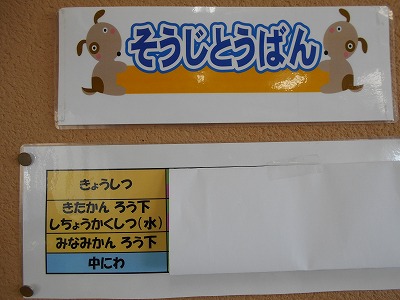 そうじとうばん
きょうしつ
きたかん ろう下
しちょうかくしつ(水)
みなみかん ろう下
中にわ